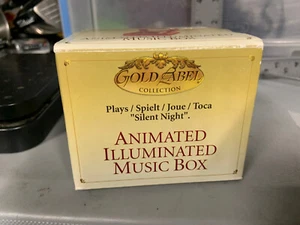 GOLD LABEL
COLLECTION
Plays / Spielt / Joue / Toca
"Silent Night".
ANIMATED
ILLUMINATED
MUSIC BOX